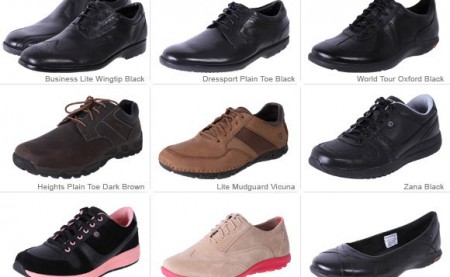 Business Lite Wingtip Black
Dressport Plain Toe Black
World Tour Oxford Black
Heights Plain Toe Dark Brown
Lite Mudguard Vicuna
Zana Black